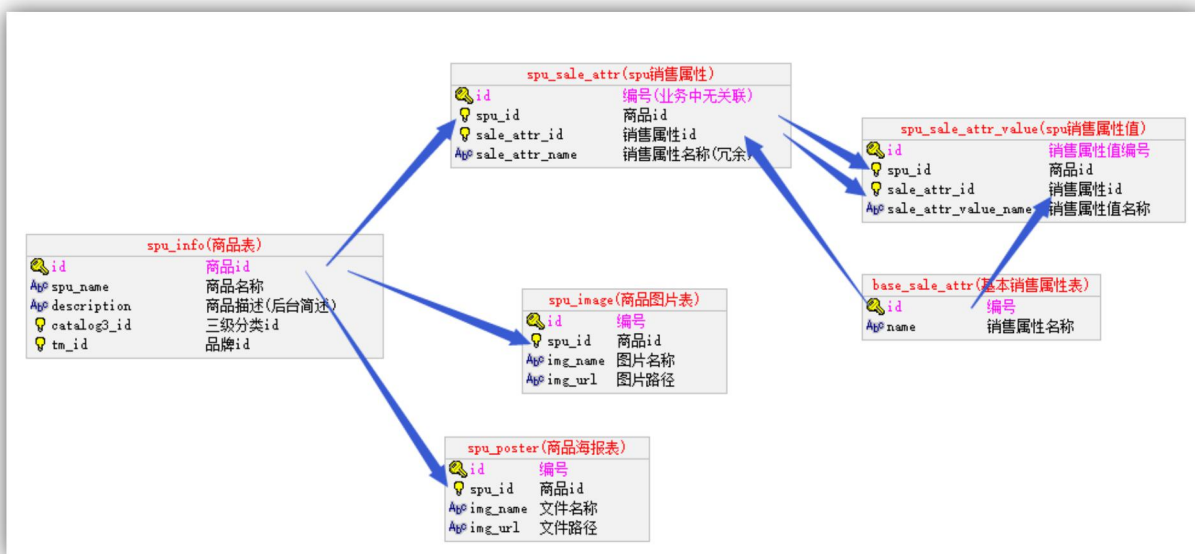 spu_sale_attr(spu销售属性)
id 编号(业务中无关联)
spu_id 商品id
sale_attr_id 销售属性id
Abc sale_attr_name 销售属性名称(冗余)
spu_sale_attr_value(spu销售属性值)
id 销售属性值编号
spu_id 商品id
sale_attr_id 销售属性id
Abc sale_attr_value_name 销售属性值名称
spu_info(商品表)
id 商品id
Abc spu_name 商品名称
Abc description 商品描述(后台简述)
catalog3_id 三级分类id
tm_id 品牌id
spu_image(商品图片表)
id 编号
spu_id 商品id
Abc img_name 图片名称
Abc img_url 图片路径
base_sale_attr(基本销售属性表)
id 编号
Abc name 销售属性名称
spu_poster(商品海报表)
id 编号
spu_id 商品id
Abc img_name 文件名称
Abc img_url 文件路径